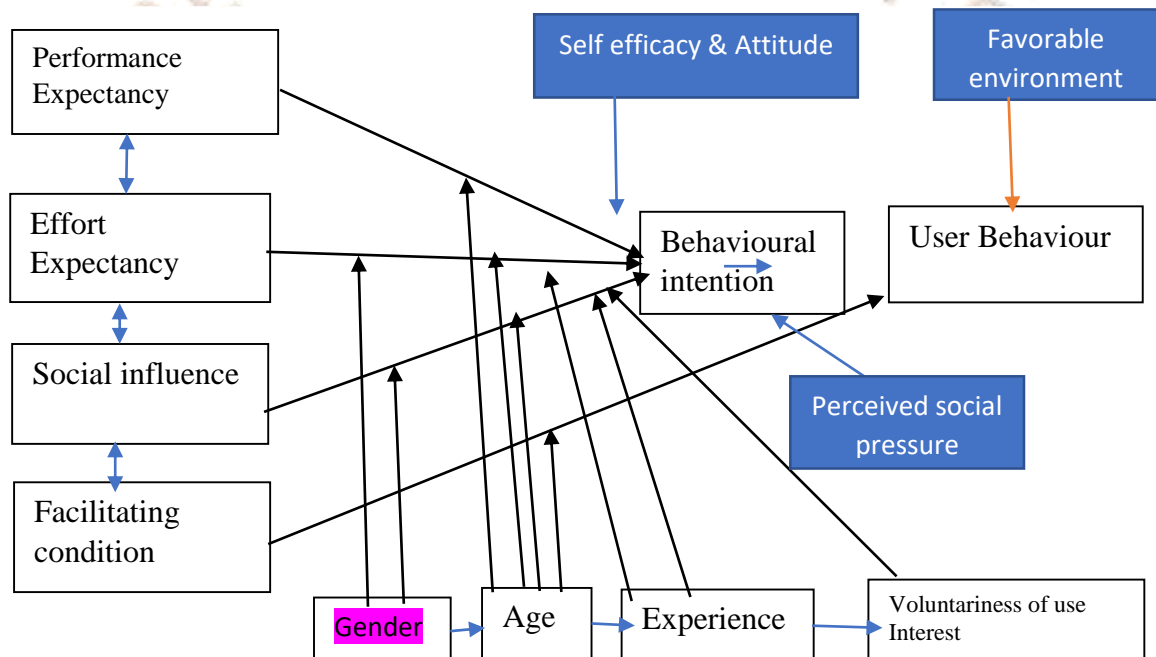 Performance
Expectancy
Self efficacy & Attitude
Favorable
environment
Effort
Expectancy
Behavioural
intention
User Behaviour
Social influence
Perceived social
pressure
Facilitating
condition
Gender
Age
Experience
Voluntariness of use
Interest